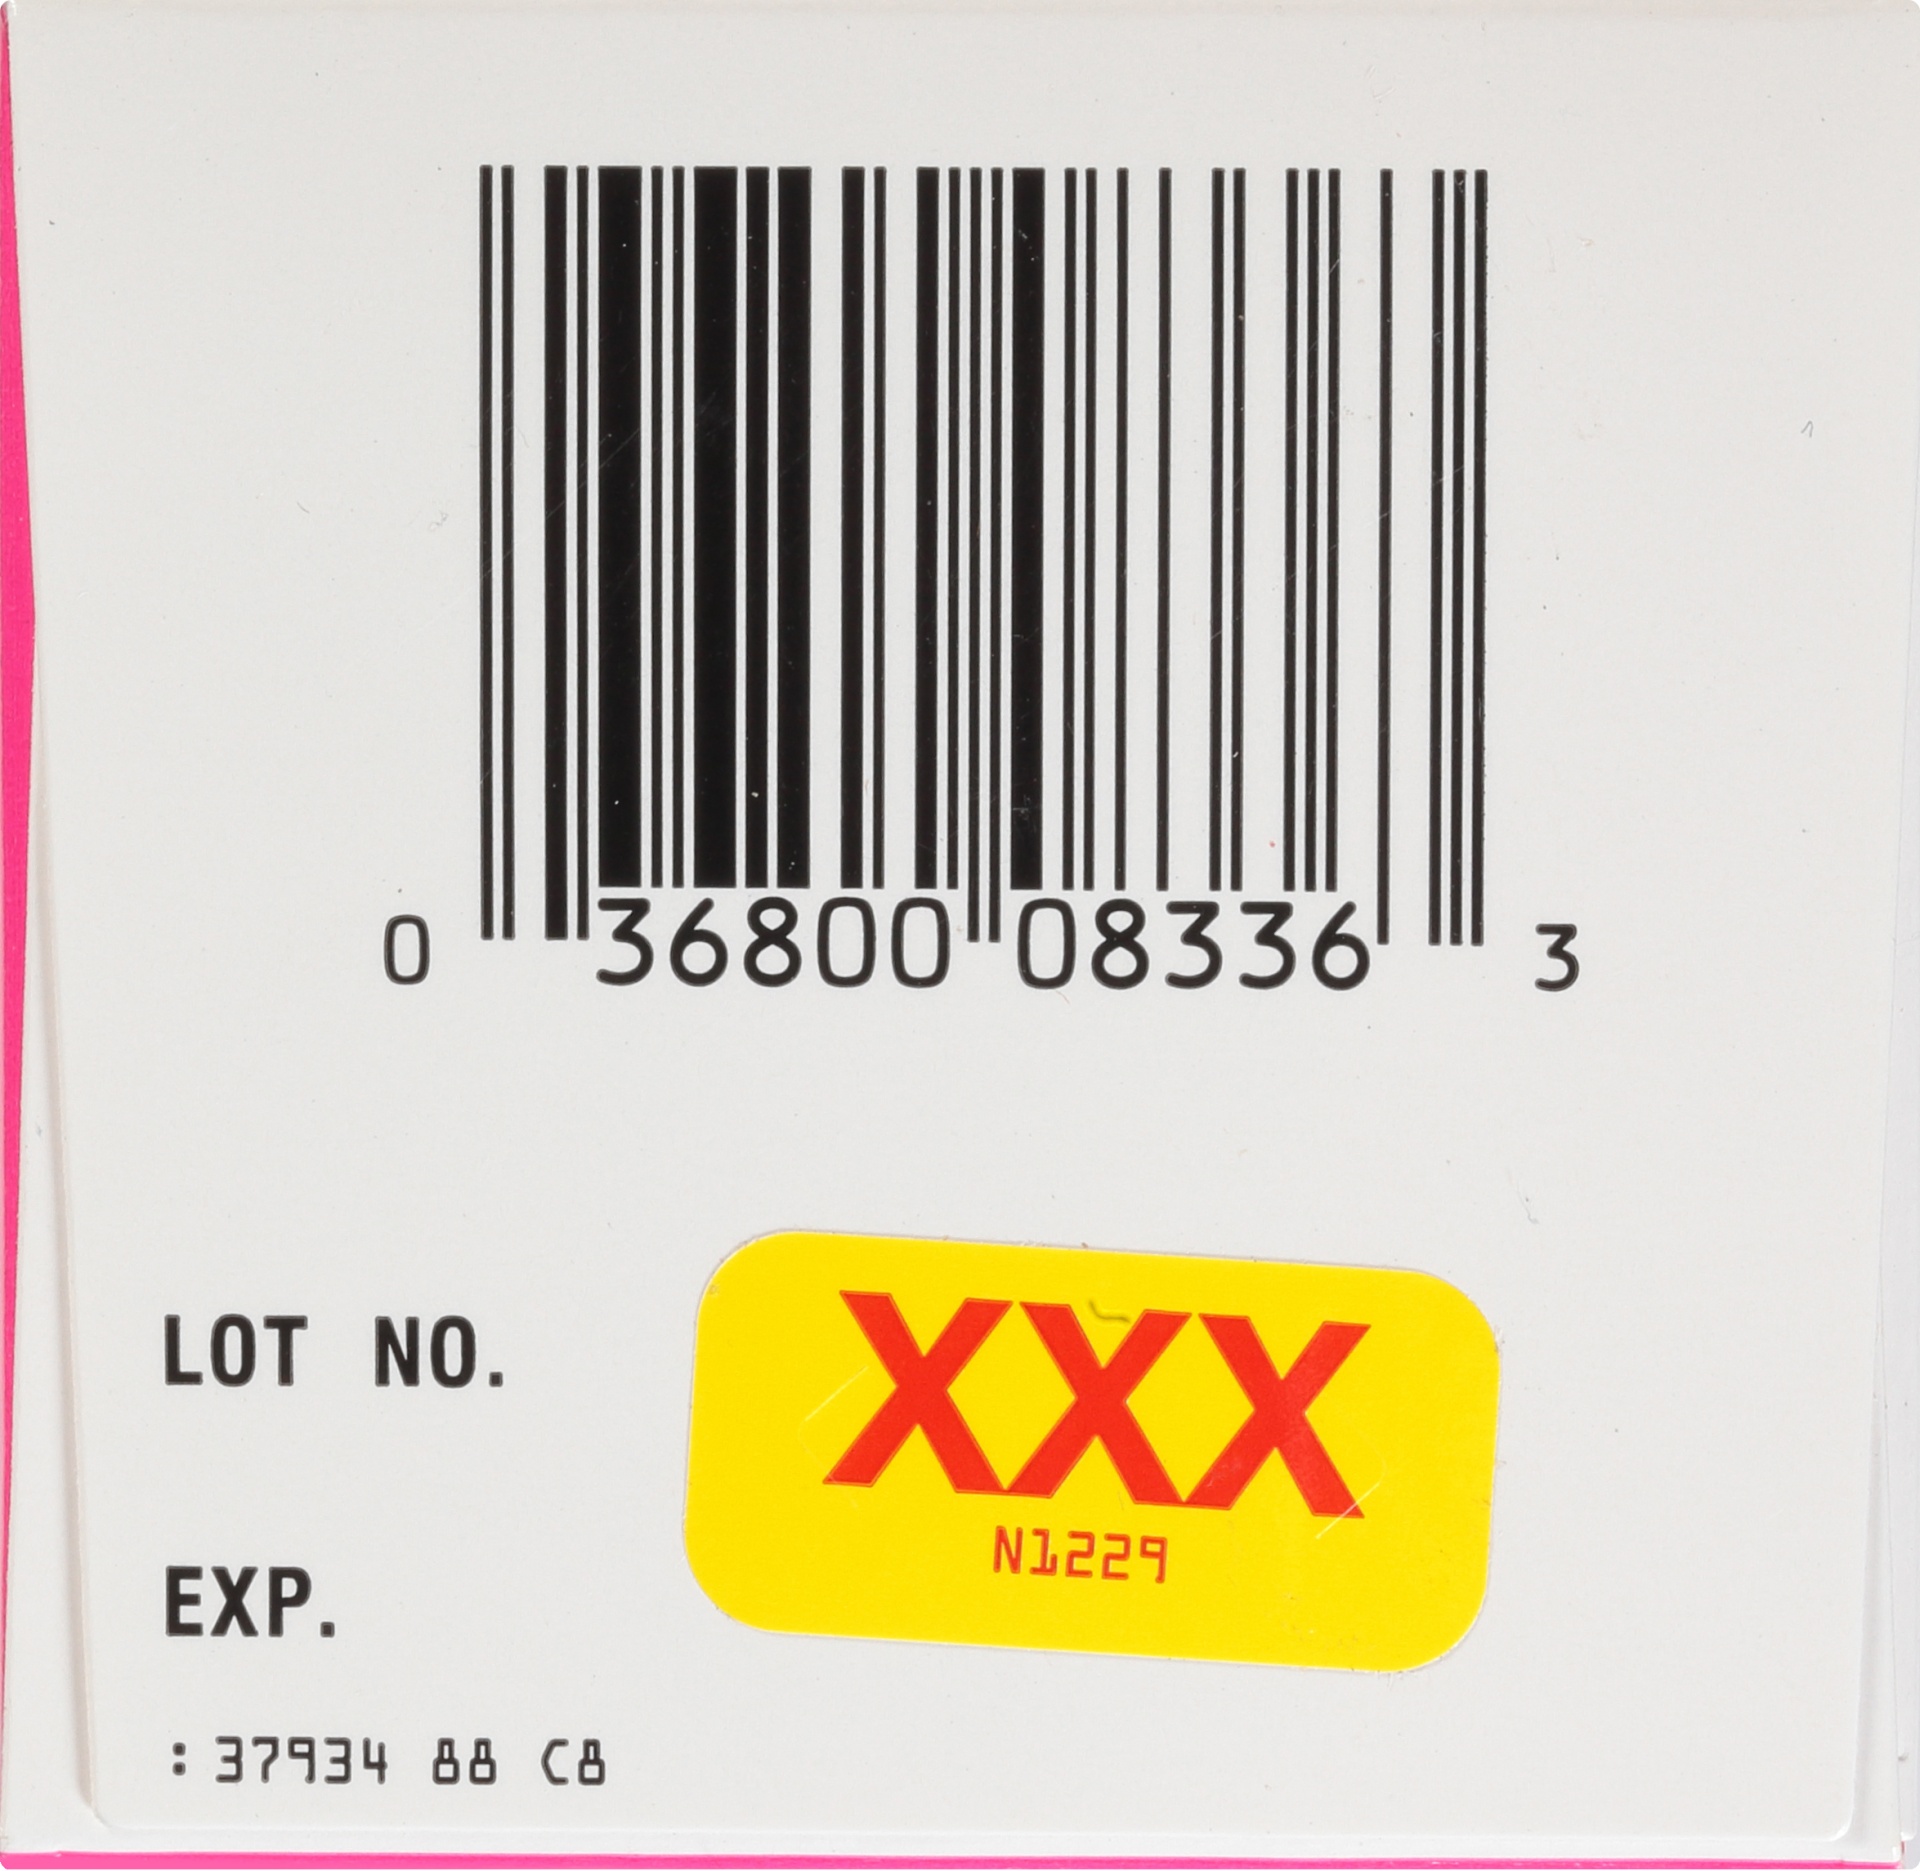 0 36800 08336 3
LOT NO.
XXX
N1229
EXP.
: 37934 88 C8